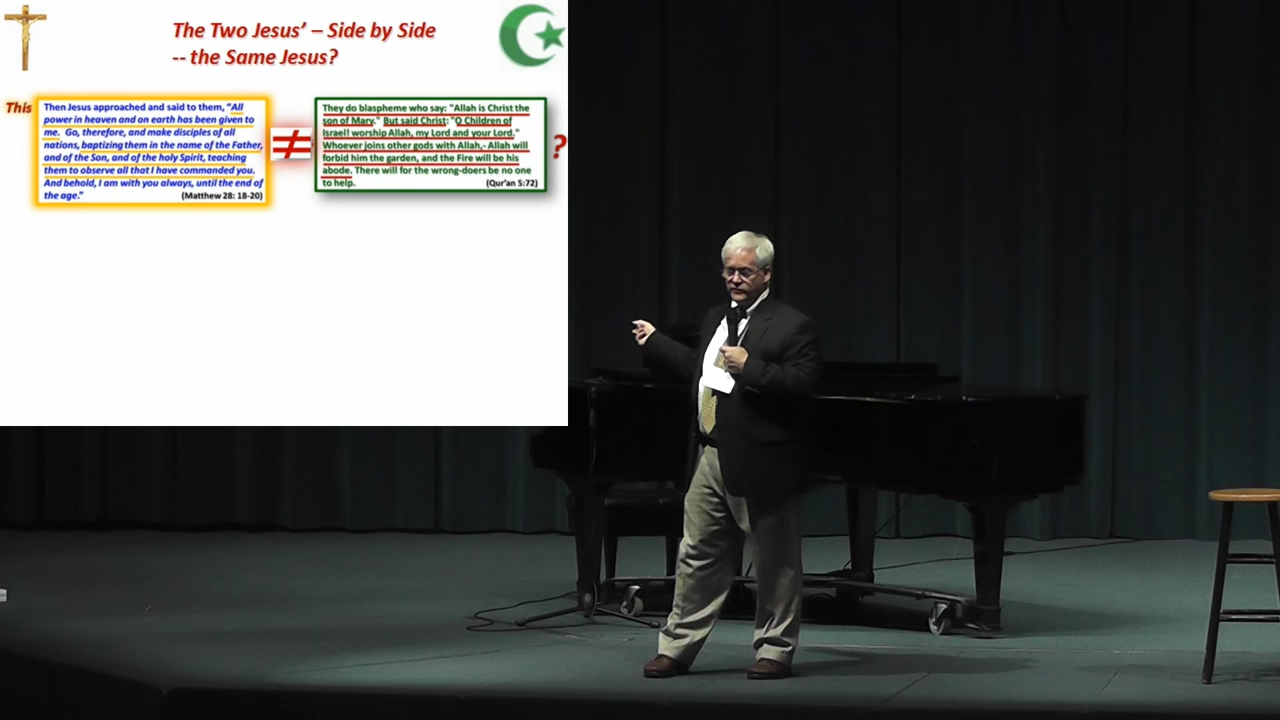 The Two Jesus’ – Side by Side
-- the Same Jesus?
This
Then Jesus approached and said to them, “All
power in heaven and on earth has been given to
me. Go, therefore, and make disciples of all
nations, baptizing them in the name of the Father,
and of the Son, and of the holy Spirit, teaching
them to observe all that I have commanded you.
And behold, I am with you always, until the end of
the age.” (Matthew 28: 18-20)
≠
They do blaspheme who say: "Allah is Christ the
son of Mary." But said Christ: "O Children of
Israel! worship Allah, my Lord and your Lord."
Whoever joins other gods with Allah,- Allah will
forbid him the garden, and the Fire will be his
abode. There will for the wrong-doers be no one
to help. (Qur’an 5:72)
?